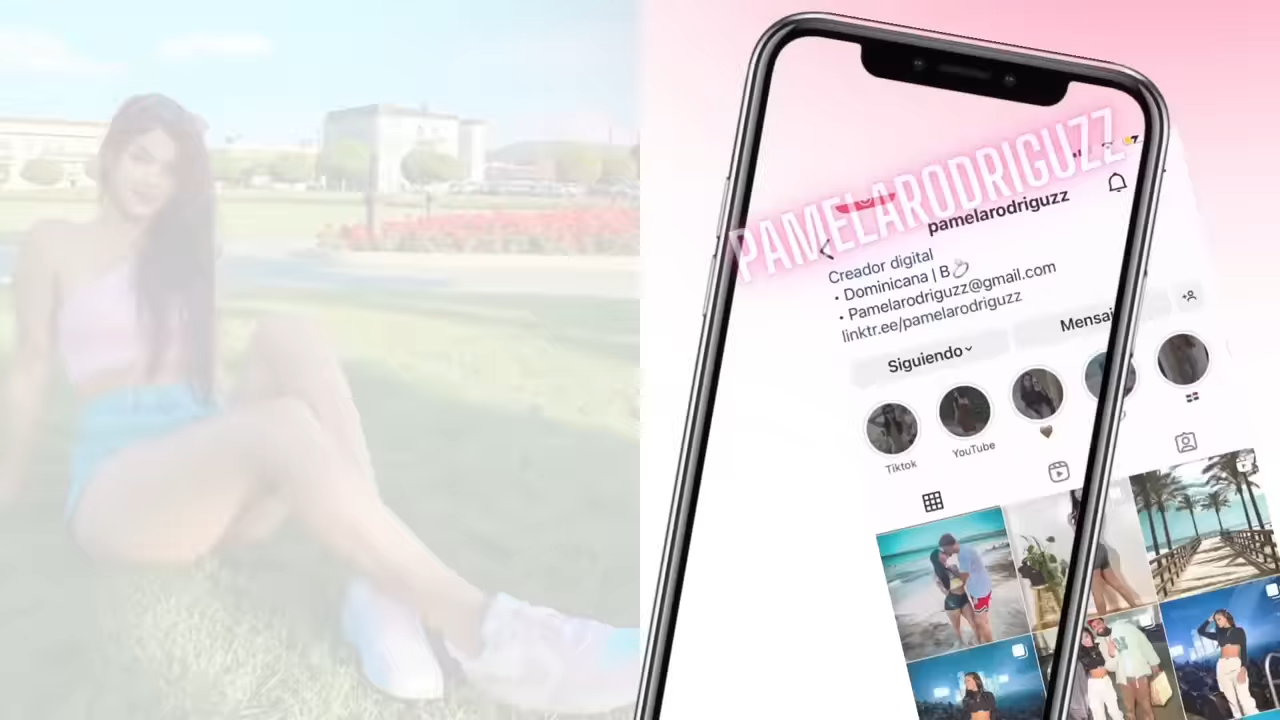 PAMELARODRIGUZZ
pamelarodriguzz
Creador digital
• Dominicana | B💍
• Pamelarodriguzz@gmail.com
linktr.ee/pamelarodriguzz
Siguiendo
Mensaj
Tiktok
YouTube